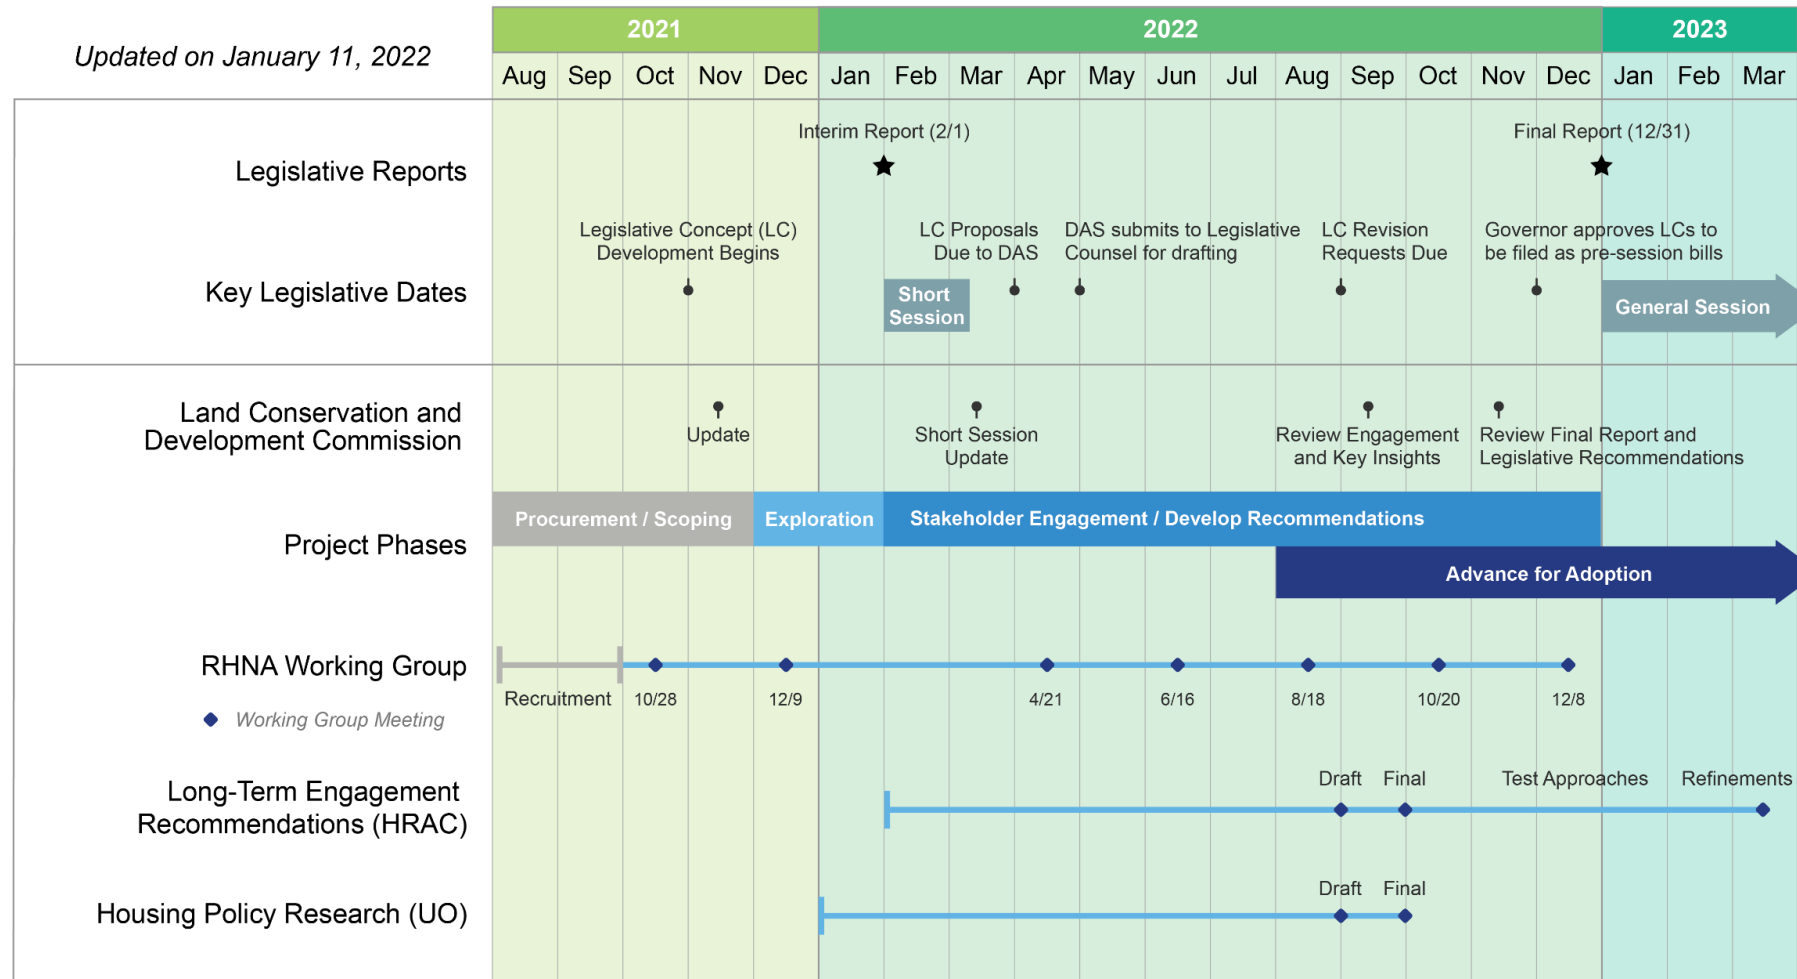 Updated on January 11, 2022
2021
2022
2023
Aug Sep Oct Nov Dec Jan Feb Mar Apr May Jun Jul Aug Sep Oct Nov Dec Jan Feb Mar
Legislative Reports
Interim Report (2/1)
Final Report (12/31)
Key Legislative Dates
Legislative Concept (LC)
Development Begins
Short
Session
LC Proposals
Due to DAS
DAS submits to Legislative
Counsel for drafting
LC Revision
Requests Due
Governor approves LCs to
be filed as pre-session bills
General Session
Land Conservation and
Development Commission
Update
Short Session
Update
Review Engagement
and Key Insights
Review Final Report and
Legislative Recommendations
Project Phases
Procurement / Scoping
Exploration
Stakeholder Engagement / Develop Recommendations
Advance for Adoption
RHNA Working Group
Working Group Meeting
Recruitment
10/28
12/9
4/21
6/16
8/18
10/20
12/8
Long-Term Engagement
Recommendations (HRAC)
Draft
Final
Test Approaches
Refinements
Housing Policy Research (UO)
Draft
Final